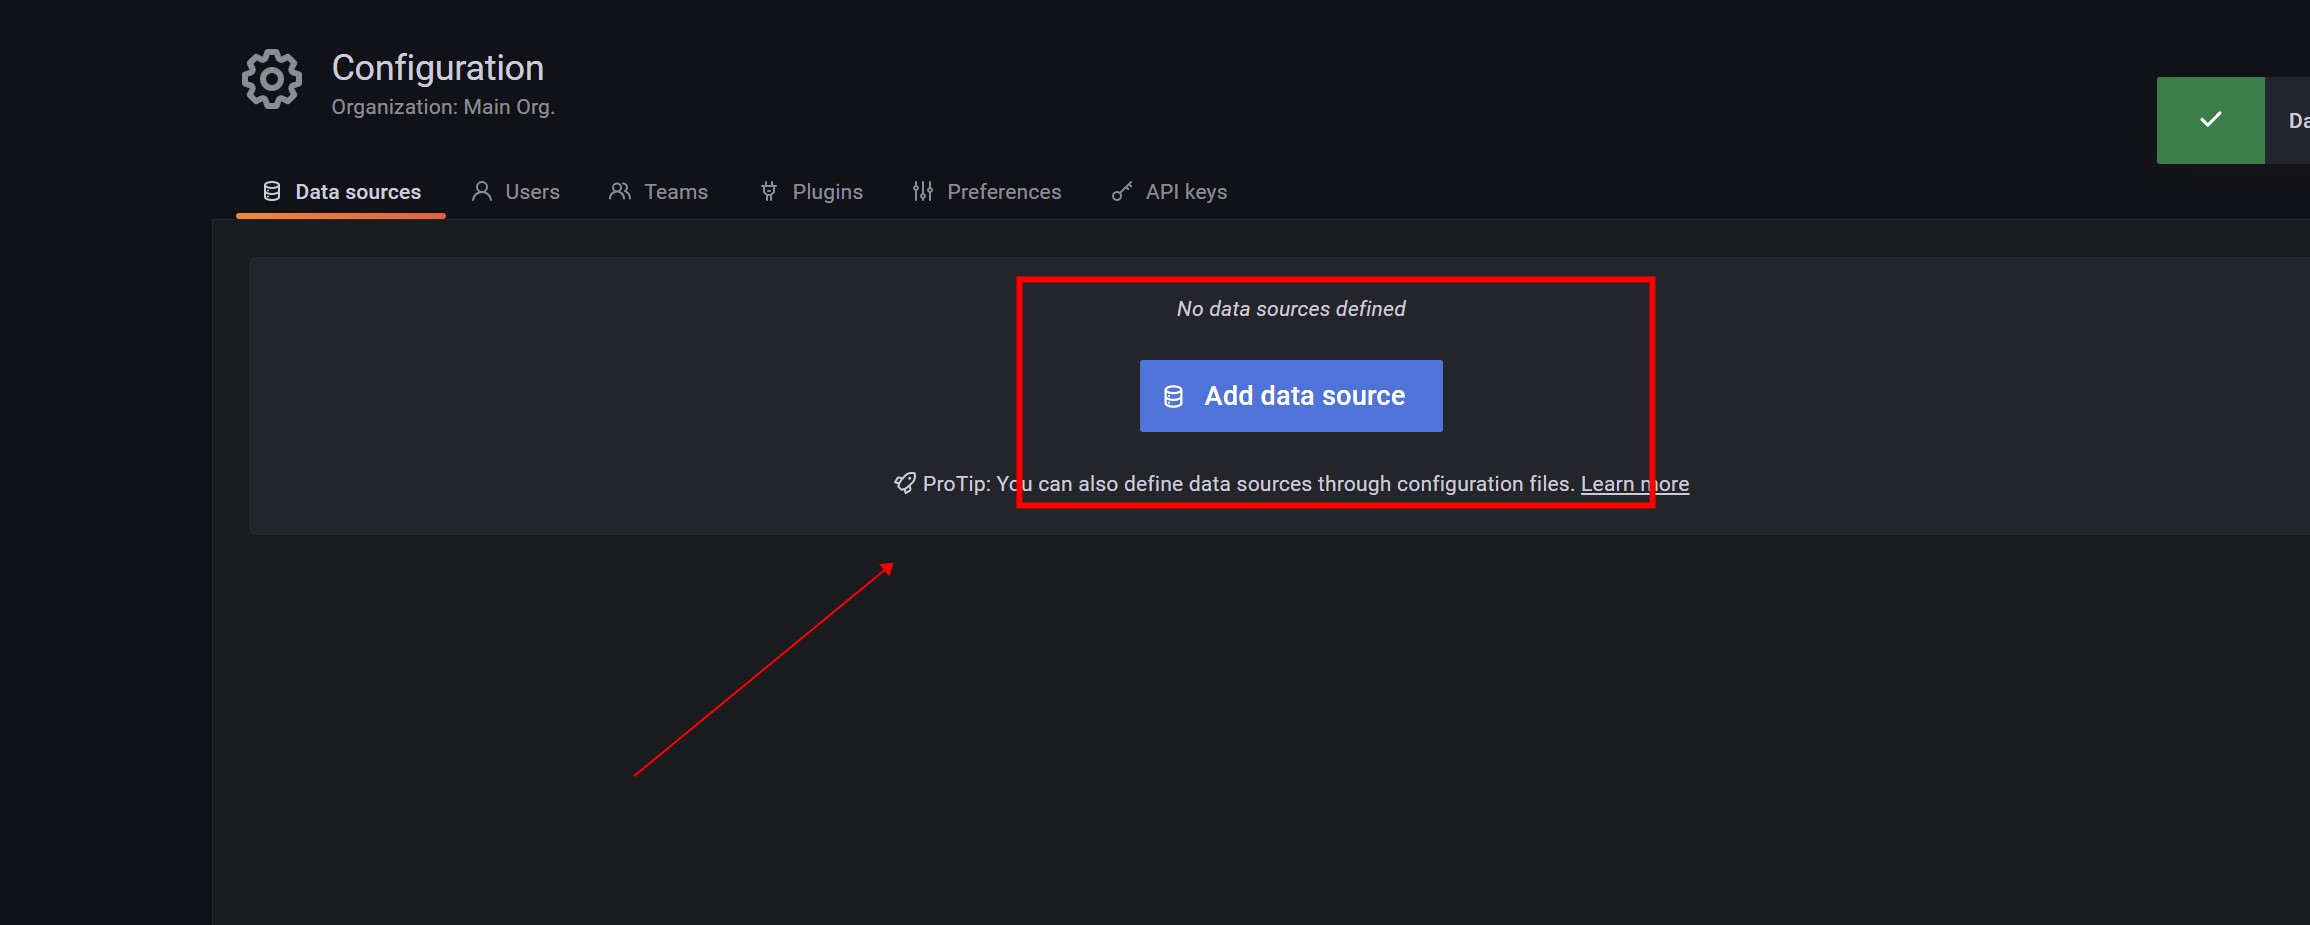 Configuration
Organization: Main Org.
Da
Data sources
Users
Teams
Plugins
Preferences
API keys
No data sources defined
Add data source
ProTip: You can also define data sources through configuration files. Learn more